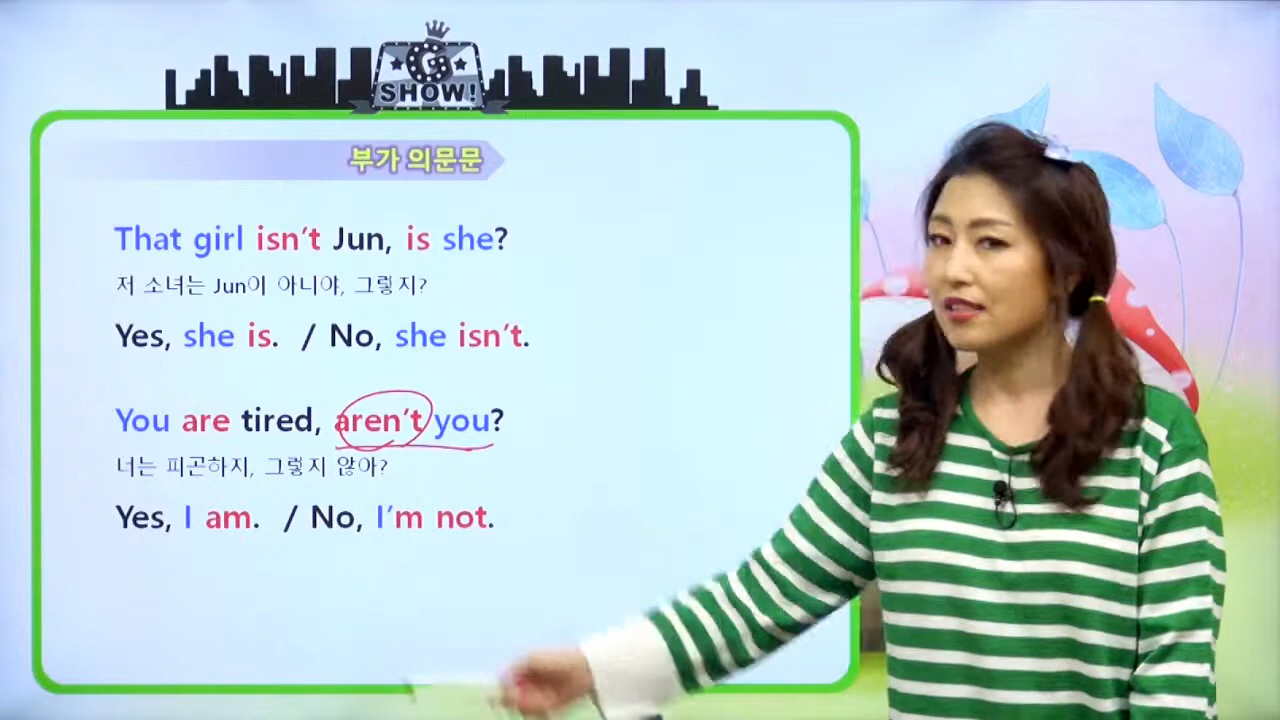 G
SHOW!
부가 의문문
That girl isn't Jun, is she?
저 소녀는 Jun이 아니야, 그렇지?
Yes, she is. / No, she isn't.
You are tired, aren't you?
너는 피곤하지, 그렇지 않아?
Yes, I am. / No, I'm not.